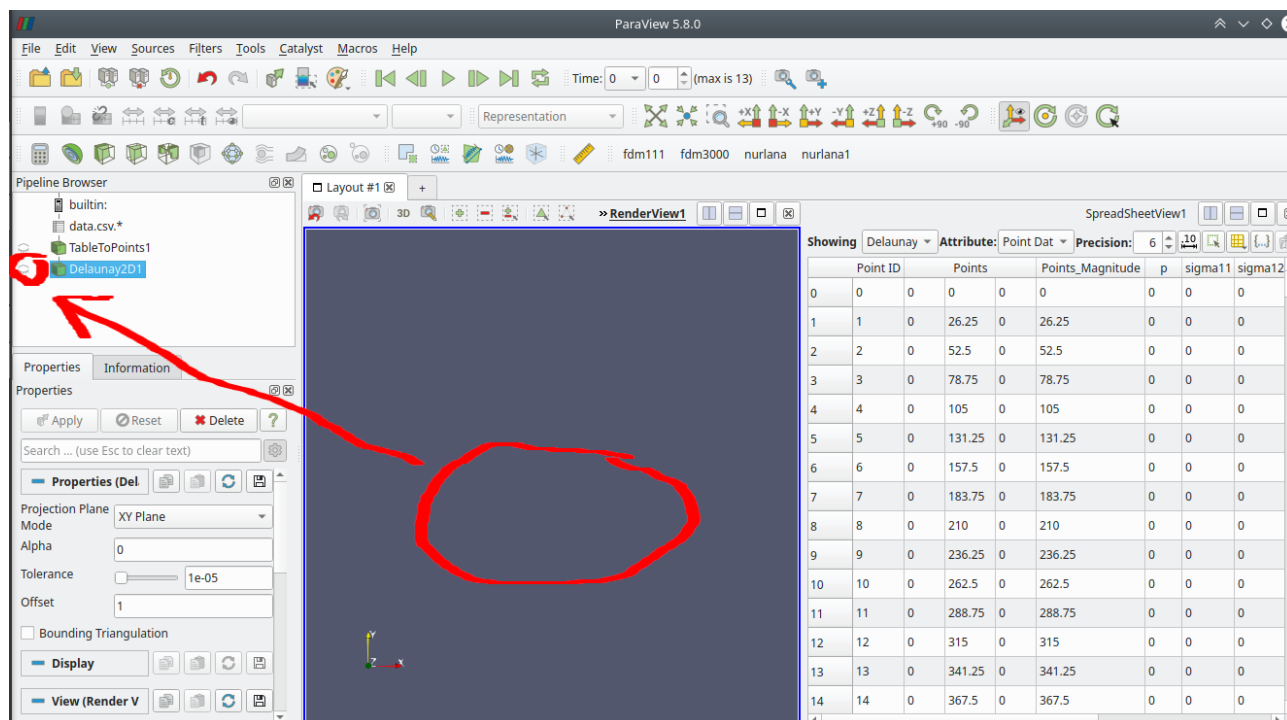 ParaView 5.8.0
File Edit View Sources Filters Tools Catalyst Macros Help
Time: 0 0 (max is 13)
Representation +X -X +Y -Y +Z -Z +90 -90
fdm111 fdm3000 nurlana nurlana1
Pipeline Browser
builtin:
data.csv.*
TableToPoints1
Delaunay2D1
Properties Information
Properties
Apply Reset Delete ?
Search ... (use Esc to clear text)
Properties (Del
Projection Plane Mode XY Plane
Alpha 0
Tolerance 1e-05
Offset 1
Bounding Triangulation
Display
View (Render V
Layout #1 +
3D RenderView1
Y
Z X
SpreadSheetView1
Showing Delaunay Attribute: Point Dat Precision: 6 .10 {...}
Point ID Points Points_Magnitude p sigma11 sigma12
0 0 0 0 0 0 0 0 0
1 1 0 26.25 0 26.25 0 0 0
2 2 0 52.5 0 52.5 0 0 0
3 3 0 78.75 0 78.75 0 0 0
4 4 0 105 0 105 0 0 0
5 5 0 131.25 0 131.25 0 0 0
6 6 0 157.5 0 157.5 0 0 0
7 7 0 183.75 0 183.75 0 0 0
8 8 0 210 0 210 0 0 0
9 9 0 236.25 0 236.25 0 0 0
10 10 0 262.5 0 262.5 0 0 0
11 11 0 288.75 0 288.75 0 0 0
12 12 0 315 0 315 0 0 0
13 13 0 341.25 0 341.25 0 0 0
14 14 0 367.5 0 367.5 0 0 0